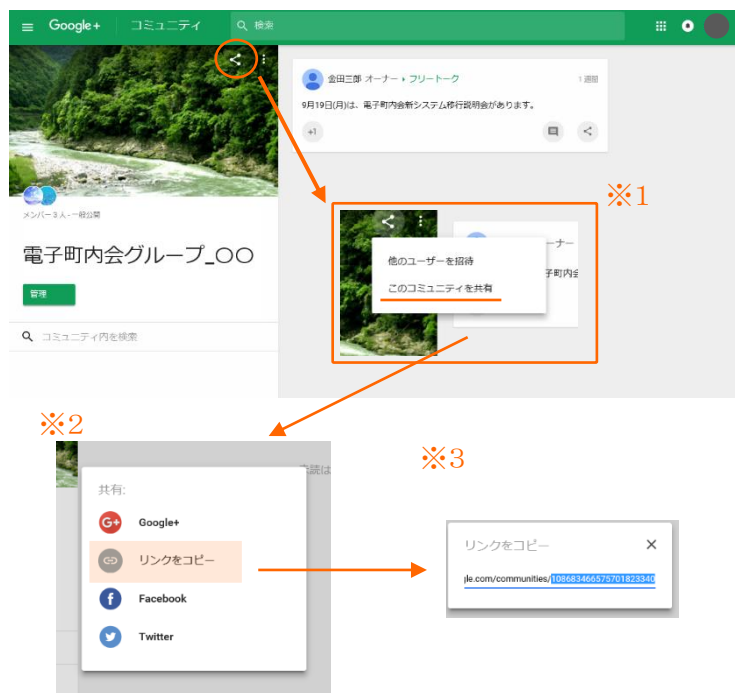 Google+ コミュニティ 検索
金田三郎 オーナー ▸ フリートーク 1 週間
9月19日(月)は、電子町内会新システム移行説明会があります。
+1
メンバー 3 人 - 一般公開
電子町内会グループ_○○
管理
コミュニティ内を検索
※1
ーナー
他のユーザーを招待
子町内会
このコミュニティを共有
※2
読は
共有:
G+ Google+
リンクをコピー
Facebook
Twitter
※3
リンクをコピー
gle.com/communities/108683466575701823340